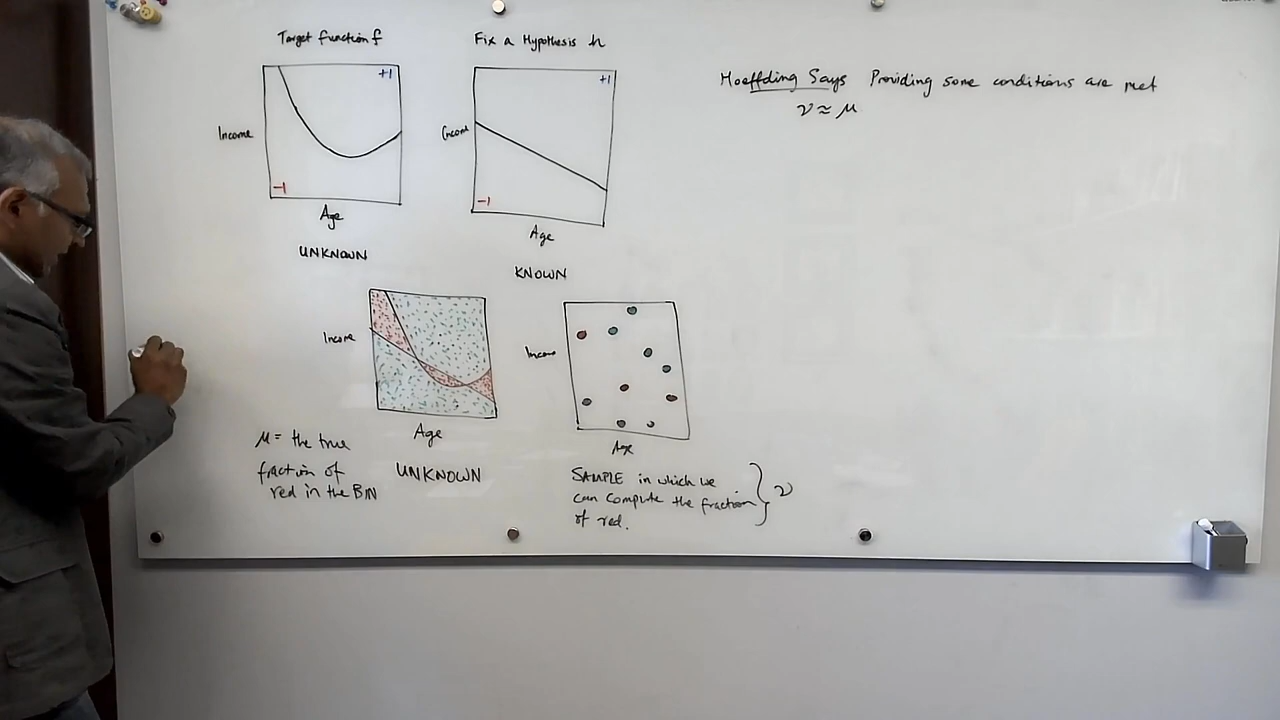 Target function f
+1
Income
-1
Age
UNKNOWN
Fix a Hypothesis h
+1
Income
-1
Age
KNOWN
Hoeffding Says Providing some conditions are met
ν ≈ μ
Income
Age
UNKNOWN
μ = the true
fraction of
red in the BIN
Income
Age
SAMPLE in which we
can compute the fraction
of red.
} ν